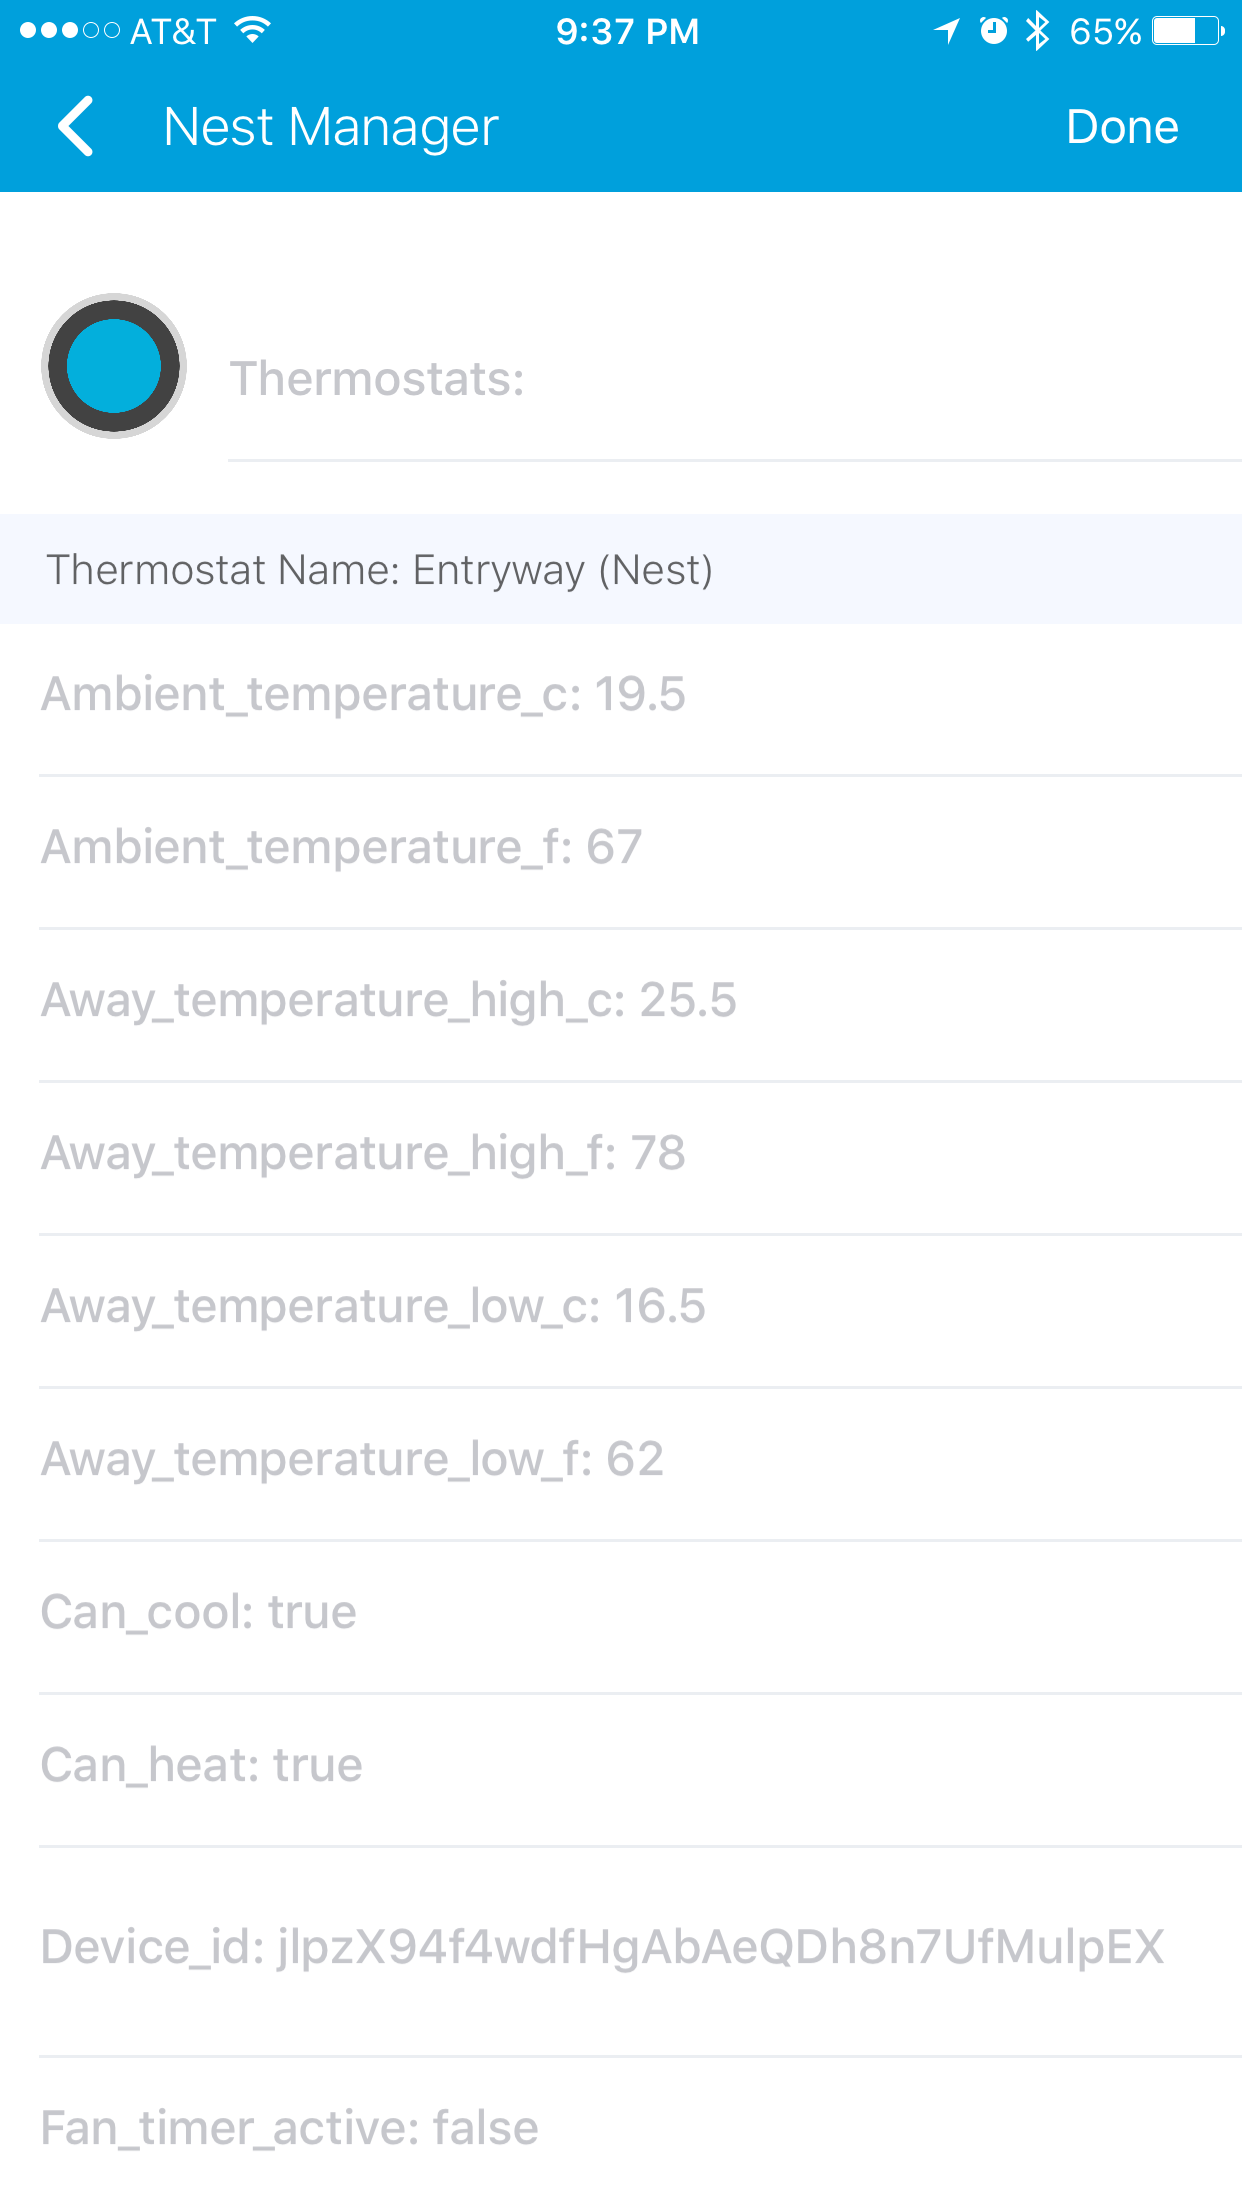 AT&T 9:37 PM 65%
Nest Manager Done
Thermostats:
Thermostat Name: Entryway (Nest)
Ambient_temperature_c: 19.5
Ambient_temperature_f: 67
Away_temperature_high_c: 25.5
Away_temperature_high_f: 78
Away_temperature_low_c: 16.5
Away_temperature_low_f: 62
Can_cool: true
Can_heat: true
Device_id: jlpzX94f4wdfHgAbAeQDh8n7UfMulpEX
Fan_timer_active: false